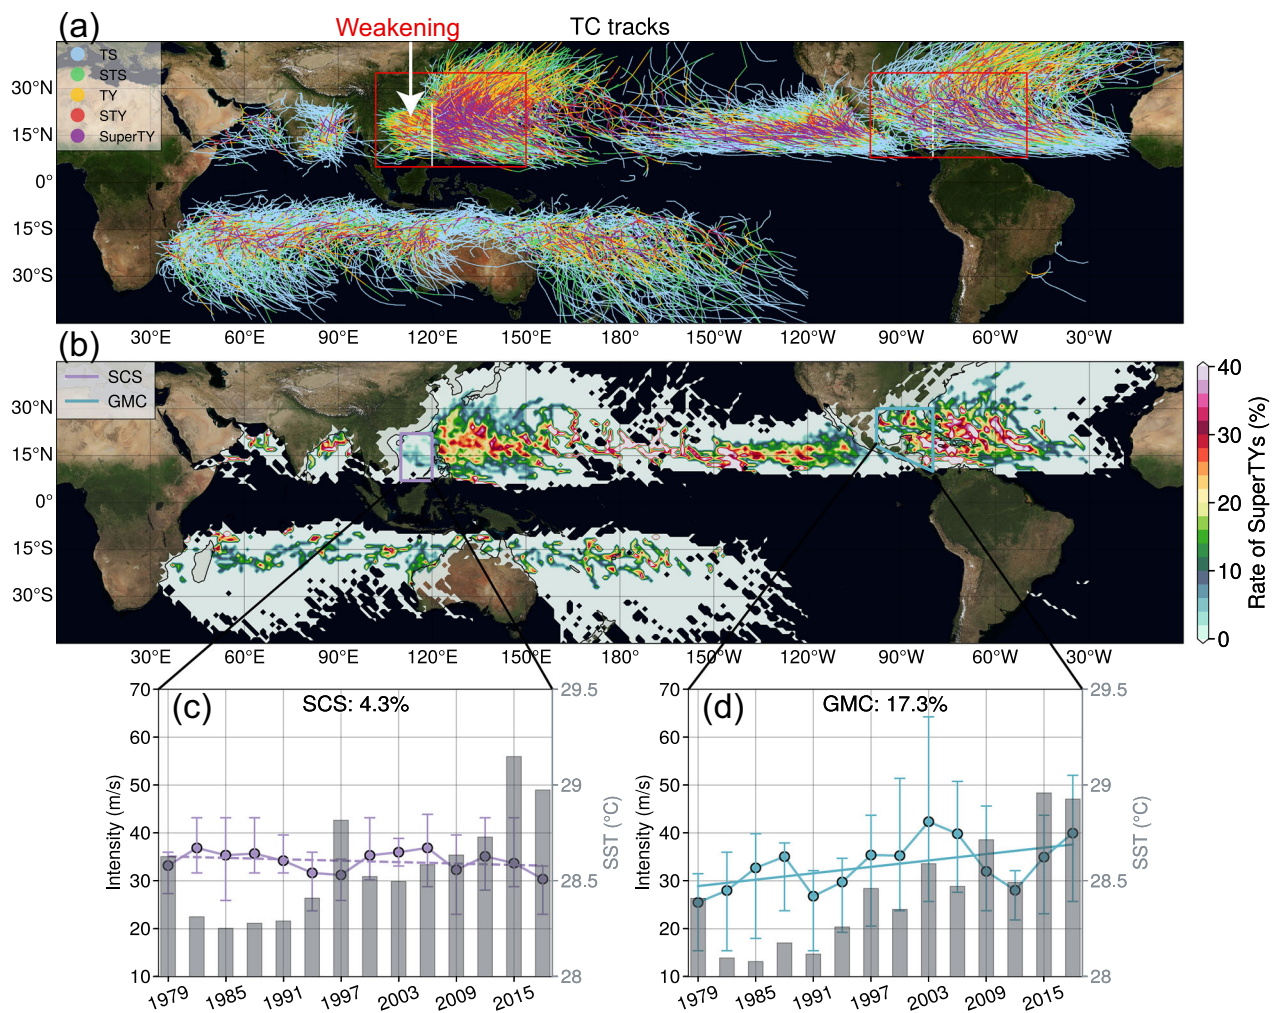 (a)
Weakening
TC tracks
TS
STS
TY
STY
SuperTY
30°N
15°N
0°
15°S
30°S
30°E
60°E
90°E
120°E
150°E
180°
150°W
120°W
90°W
60°W
30°W
(b)
SCS
GMC
30°N
15°N
0°
15°S
30°S
30°E
60°E
90°E
120°E
150°E
180°
150°W
120°W
90°W
60°W
30°W
40
30
20
10
0
Rate of SuperTYs (%)
(c)
SCS: 4.3%
70
60
50
40
30
20
10
Intensity (m/s)
29.5
29
28.5
28
SST (°C)
1979
1985
1991
1997
2003
2009
2015
(d)
GMC: 17.3%
70
60
50
40
30
20
10
Intensity (m/s)
29.5
29
28.5
28
SST (°C)
1979
1985
1991
1997
2003
2009
2015